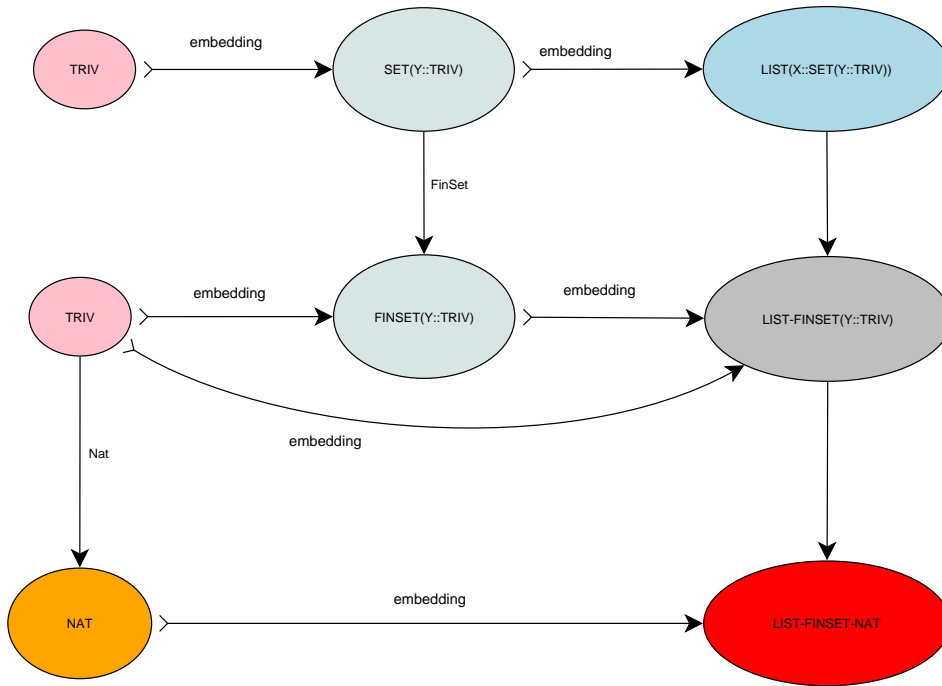 embedding
embedding
TRIV
SET(Y::TRIV)
LIST(X::SET(Y::TRIV))
FinSet
embedding
embedding
TRIV
FINSET(Y::TRIV)
LIST-FINSET(Y::TRIV)
embedding
Nat
embedding
NAT
LIST-FINSET-NAT